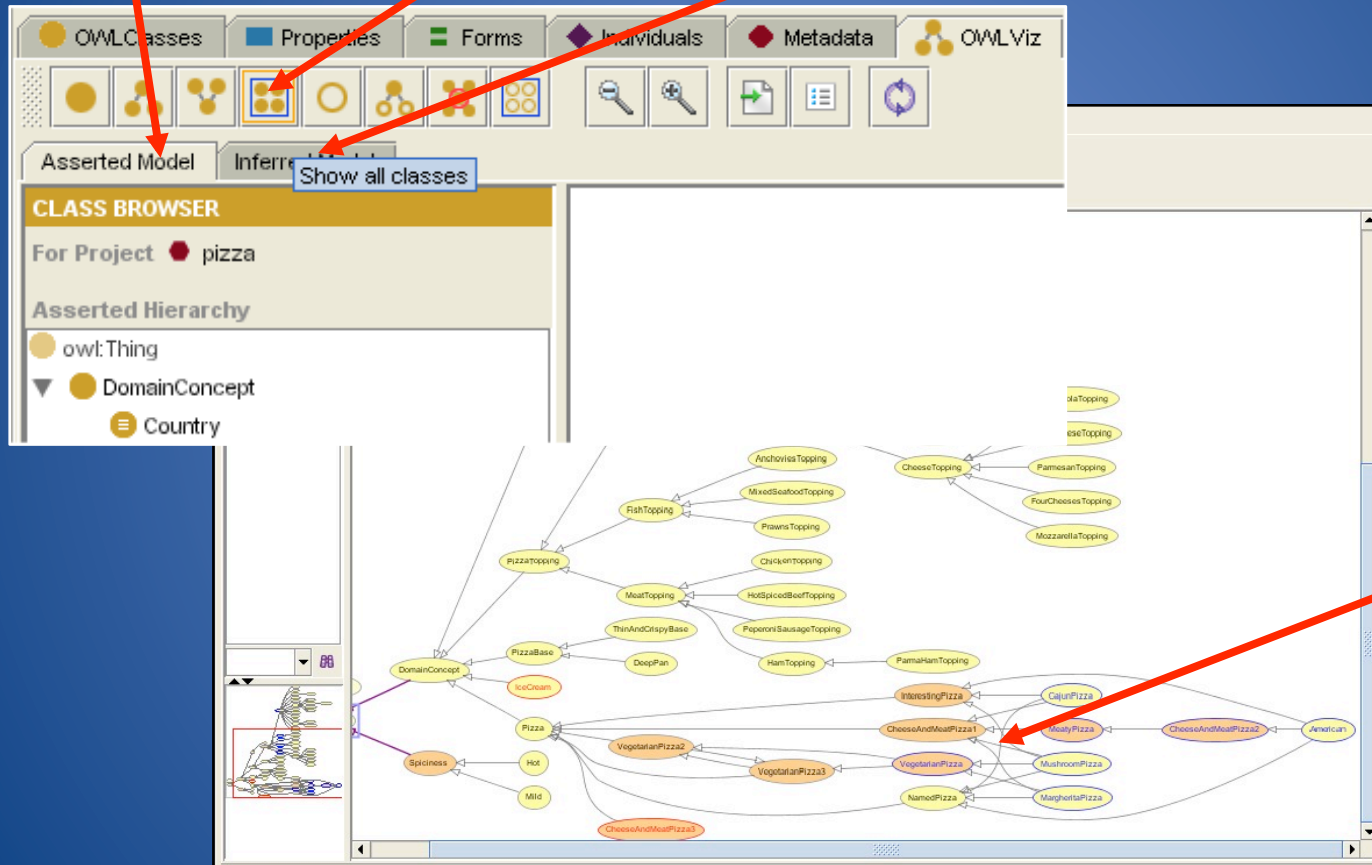 OWLClasses Properties Forms Individuals Metadata OWLViz
Asserted Model
Show all classes
CLASS BROWSER
For Project pizza
Asserted Hierarchy
owl:Thing
DomainConcept
Country
AnchoviesTopping
MixedSeafoodTopping
FishTopping
PrawnsTopping
CheeseTopping
ParmesanTopping
FourCheesesTopping
MozzarellaTopping
PizzaTopping
ChickenTopping
MeatTopping
HotSpicedBeefTopping
PeperoniSausageTopping
HamTopping
ParmaHamTopping
ThinAndCrispyBase
PizzaBase
DeepPan
DomainConcept
IceCream
Pizza
InterestingPizza
CajunPizza
CheeseAndMeatPizza1
MeatyPizza
CheeseAndMeatPizza2
American
VegetarianPizza2
VegetarianPizza3
VegetarianPizza
MushroomPizza
Spiciness
Hot
Mild
NamedPizza
MargheritaPizza
CheeseAndMeatPizza3